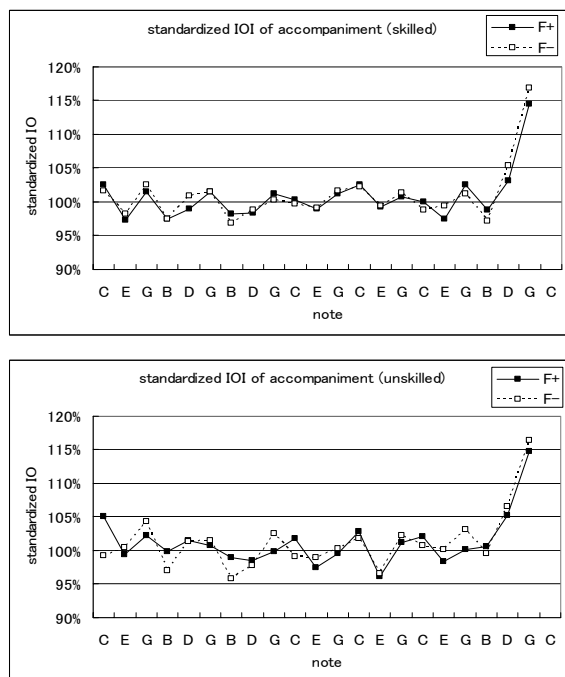 standardized IOI of accompaniment (skilled)
F+
F−
120%
115%
110%
105%
100%
95%
90%
standardized IO
C E G B D G B D G C E G C E G C E G B D G C
note
standardized IOI of accompaniment (unskilled)
F+
F−
120%
115%
110%
105%
100%
95%
90%
standardized IO
C E G B D G B D G C E G C E G C E G B D G C
note